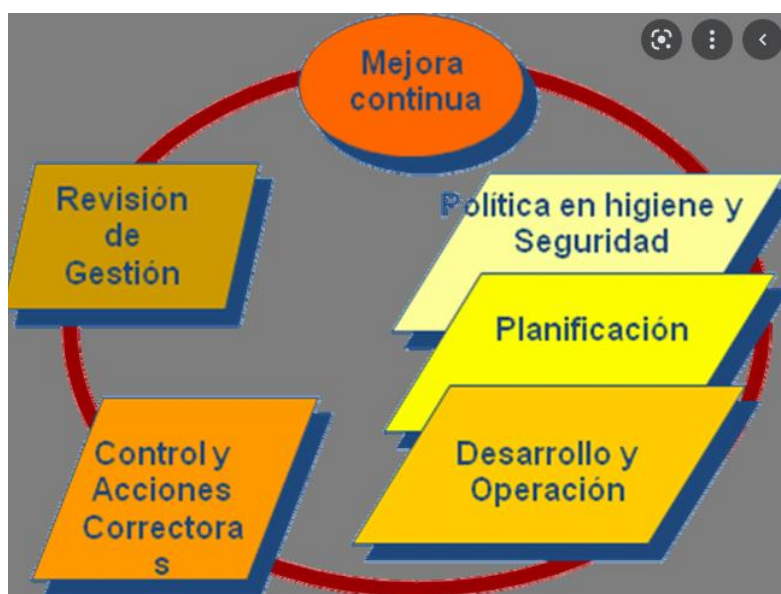 Mejora
continua
Política en higiene y
Seguridad
Planificación
Desarrollo y
Operación
Control y
Acciones
Correctora
s
Revisión
de
Gestión